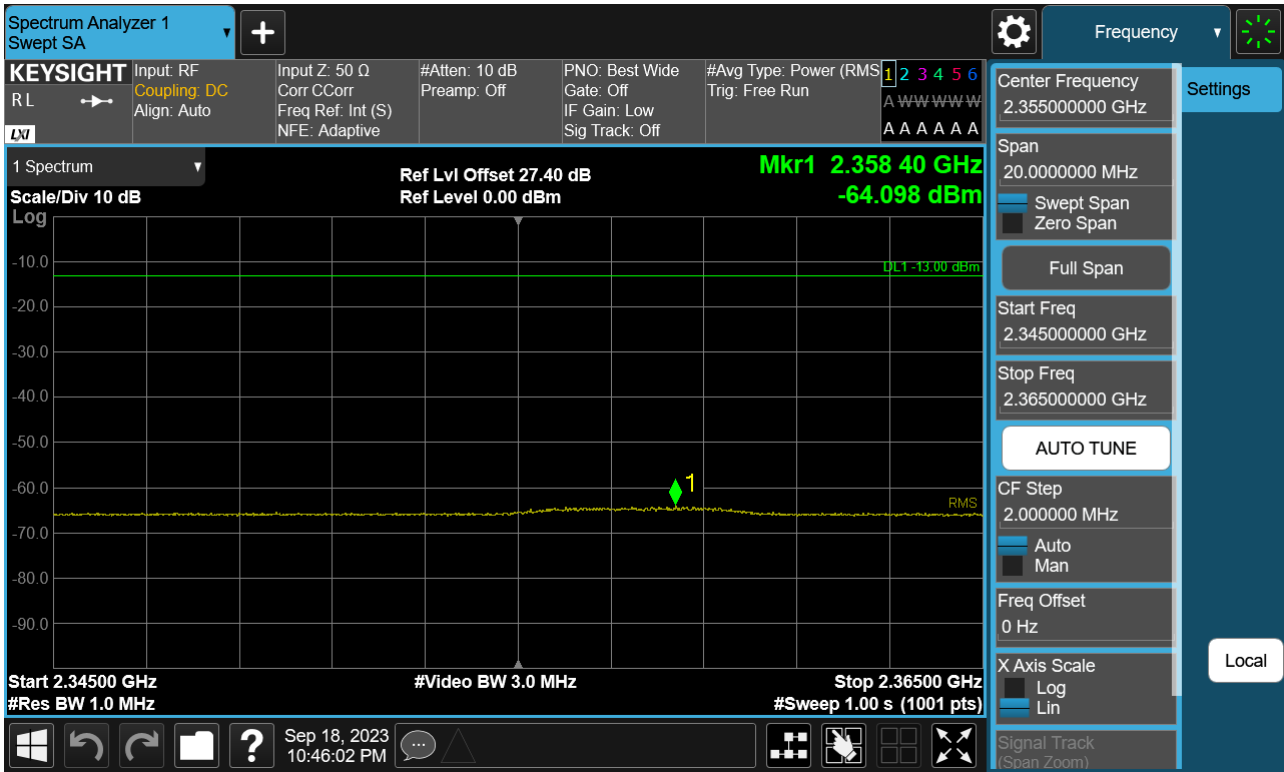 Spectrum Analyzer 1
Swept SA
+
Frequency
KEYSIGHT
R L
LXI
Input: RF
Coupling: DC
Align: Auto
Input Z: 50 Ω
Corr CCorr
Freq Ref: Int (S)
NFE: Adaptive
#Atten: 10 dB
Preamp: Off
PNO: Best Wide
Gate: Off
IF Gain: Low
Sig Track: Off
#Avg Type: Power (RMS
Trig: Free Run
1 2 3 4 5 6
A W W W W W
A A A A A A
1 Spectrum
Scale/Div 10 dB
Log
Ref Lvl Offset 27.40 dB
Ref Level 0.00 dBm
Mkr1 2.358 40 GHz
-64.098 dBm
-10.0
DL1 -13.00 dBm
-20.0
-30.0
-40.0
-50.0
-60.0
1
RMS
-70.0
-80.0
-90.0
Start 2.34500 GHz
#Video BW 3.0 MHz
Stop 2.36500 GHz
#Res BW 1.0 MHz
#Sweep 1.00 s (1001 pts)
Center Frequency
2.355000000 GHz
Span
20.0000000 MHz
Swept Span
Zero Span
Full Span
Start Freq
2.345000000 GHz
Stop Freq
2.365000000 GHz
AUTO TUNE
CF Step
2.000000 MHz
Auto
Man
Freq Offset
0 Hz
X Axis Scale
Log
Lin
Signal Track
(Span Zoom)
Settings
Local
?
Sep 18, 2023
10:46:02 PM
...